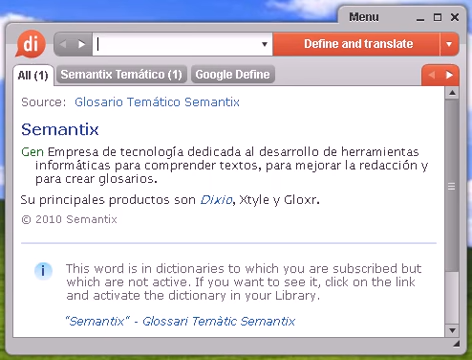 Menu
di
Define and translate
All (1)
Semantix Temático (1)
Google Define
Source: Glosario Temático Semantix
Semantix
Gen Empresa de tecnología dedicada al desarrollo de herramientas
informáticas para comprender textos, para mejorar la redacción y
para crear glosarios.
Su principales productos son Dixio, Xtyle y Gloxr.
© 2010 Semantix
i
This word is in dictionaries to which you are subscribed but
which are not active. If you want to see it, click on the link
and activate the dictionary in your Library.
"Semantix" - Glossari Temàtic Semantix